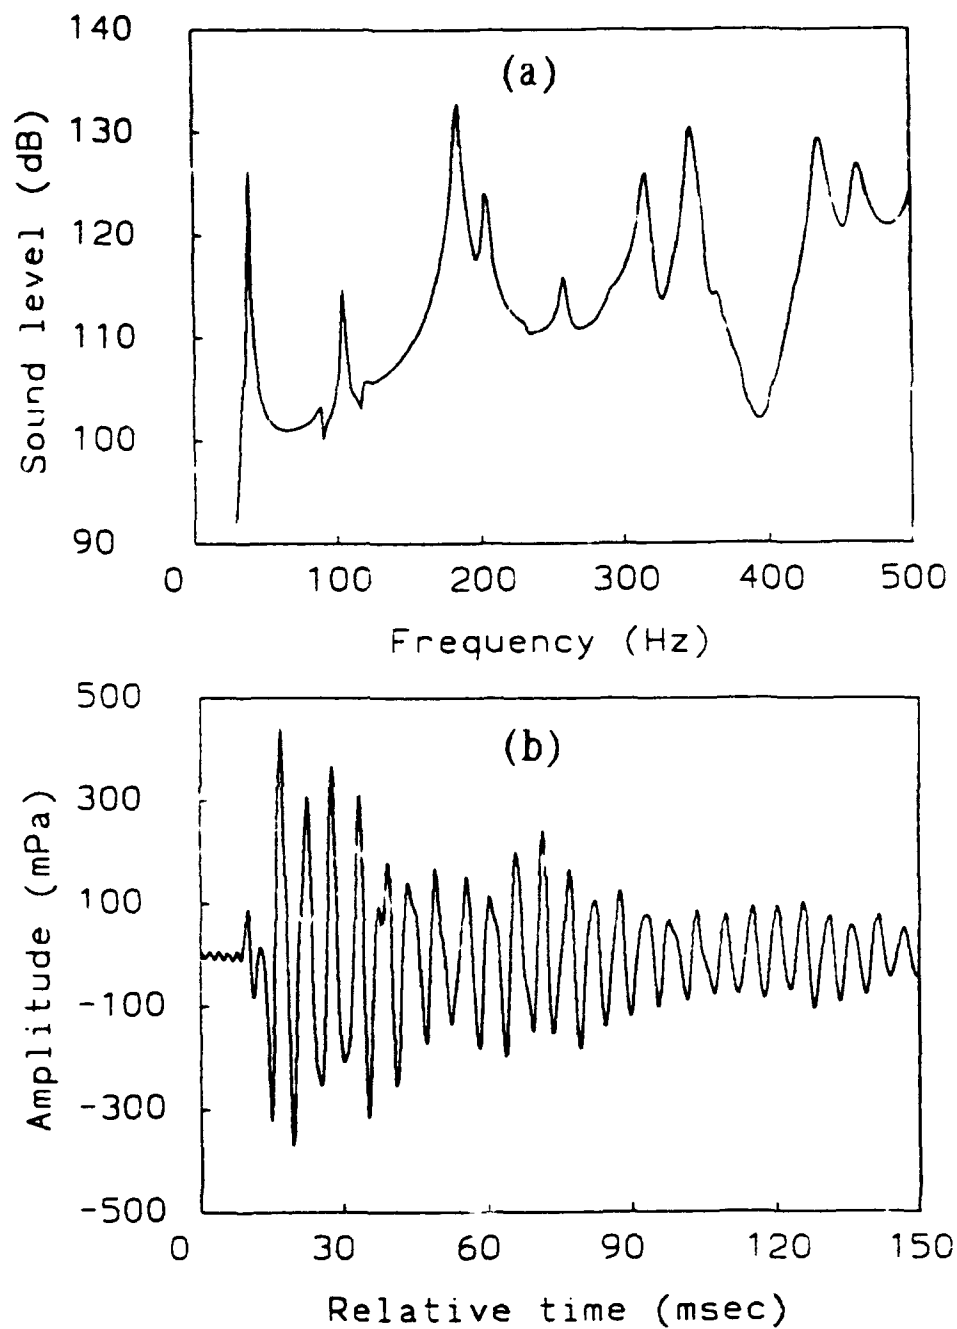 140
(a)
130
120
110
100
90
Sound level (dB)
0 100 200 300 400 500
Frequency (Hz)
500
(b)
300
100
-100
-300
-500
Amplitude (mPa)
0 30 60 90 120 150
Relative time (msec)